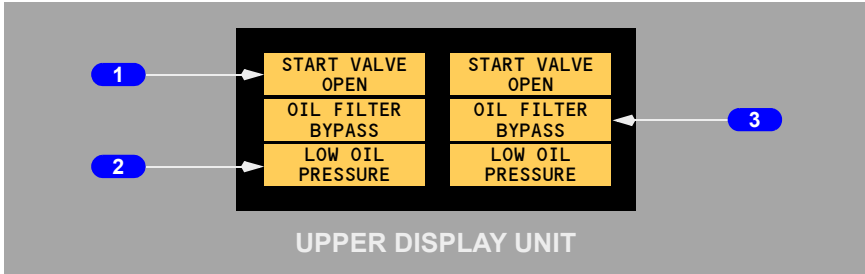 1
START VALVE
OPEN
START VALVE
OPEN
OIL FILTER
BYPASS
OIL FILTER
BYPASS
3
2
LOW OIL
PRESSURE
LOW OIL
PRESSURE
UPPER DISPLAY UNIT